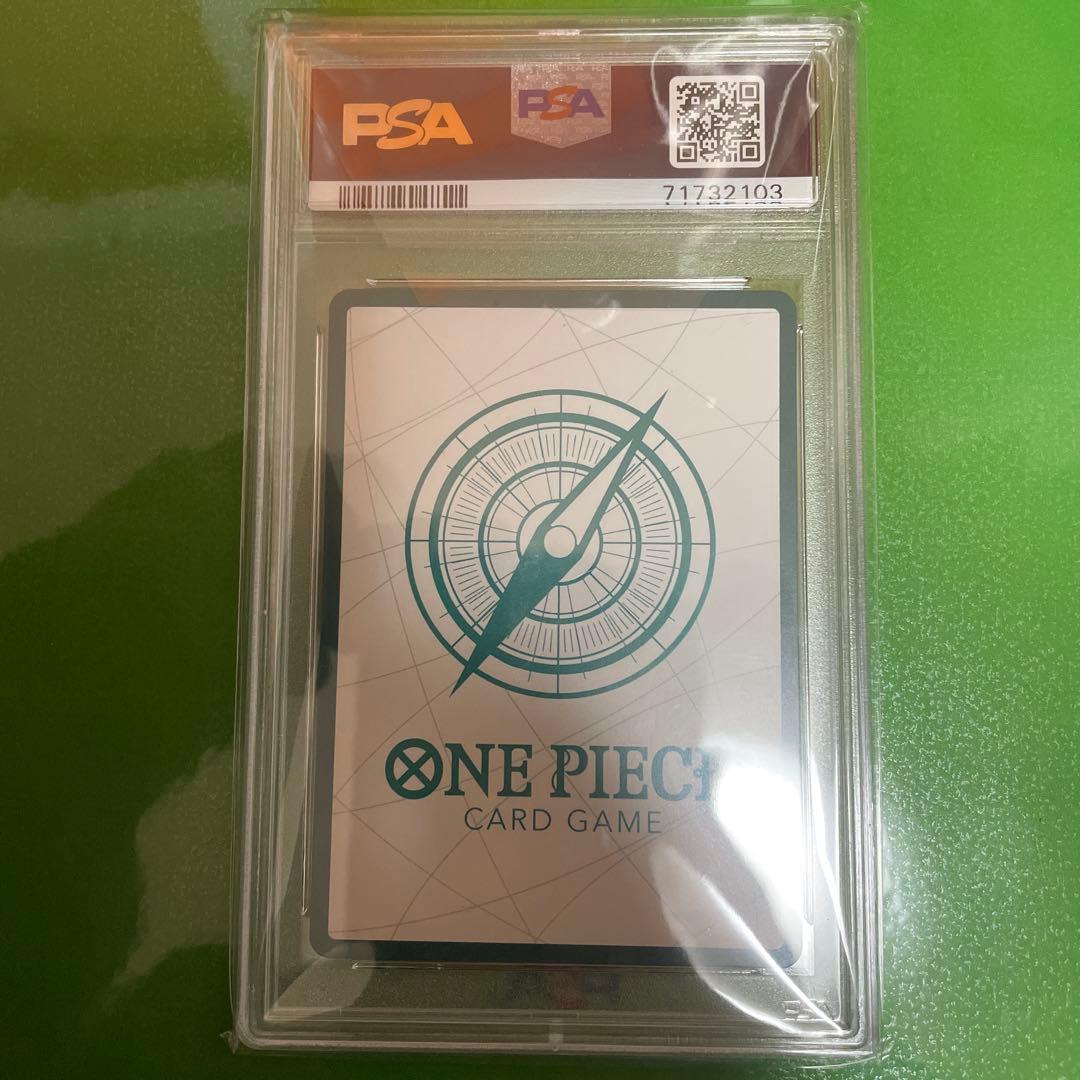 PSA
PSA
71732103
ONE PIECE
CARD GAME